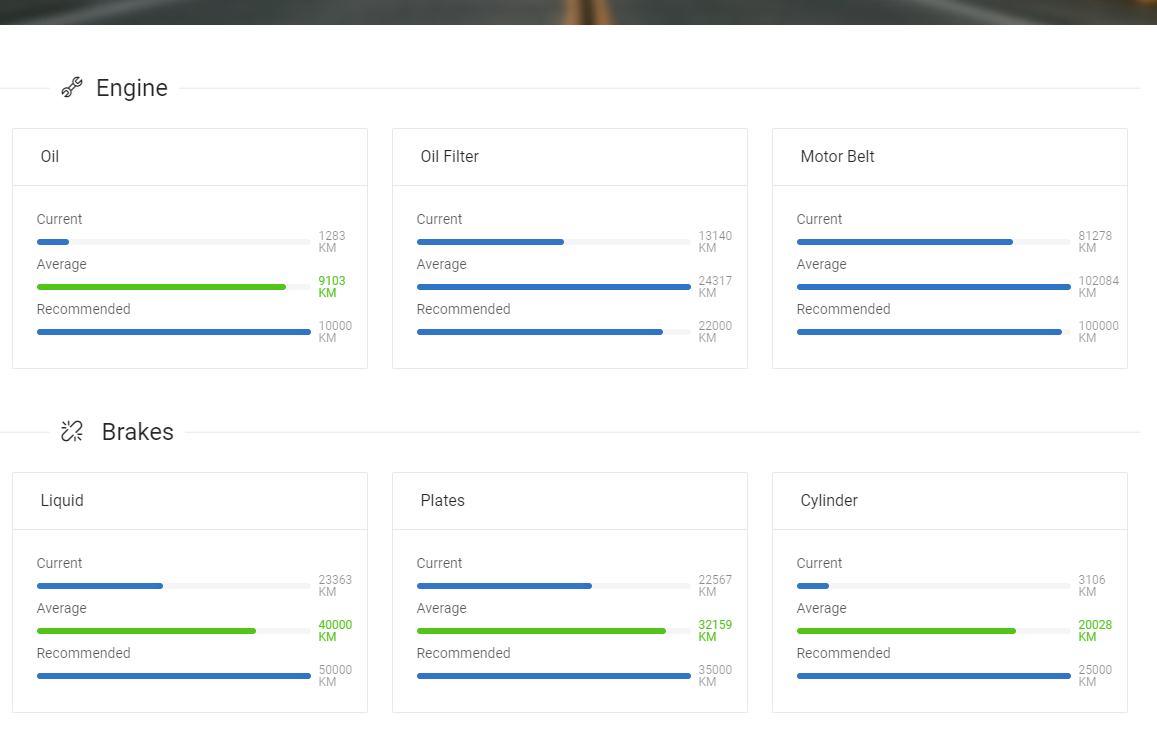 Engine
Oil
Current
1283
KM
Average
9103
KM
Recommended
10000
KM
Oil Filter
Current
13140
KM
Average
24317
KM
Recommended
22000
KM
Motor Belt
Current
81278
KM
Average
102084
KM
Recommended
100000
KM
Brakes
Liquid
Current
23363
KM
Average
40000
KM
Recommended
50000
KM
Plates
Current
22567
KM
Average
32159
KM
Recommended
35000
KM
Cylinder
Current
3106
KM
Average
20028
KM
Recommended
25000
KM